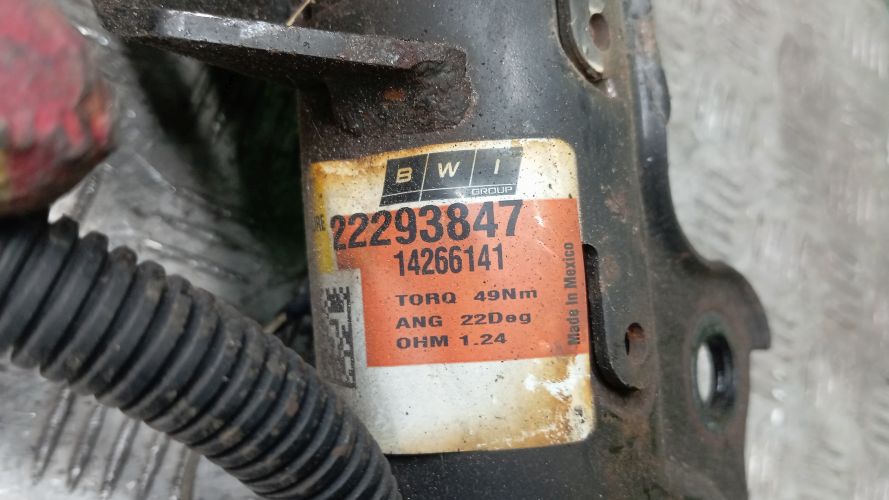 BWI
GROUP
22293847
14266141
TORQ 49Nm
ANG 22Deg
OHM 1.24
Made In Mexico